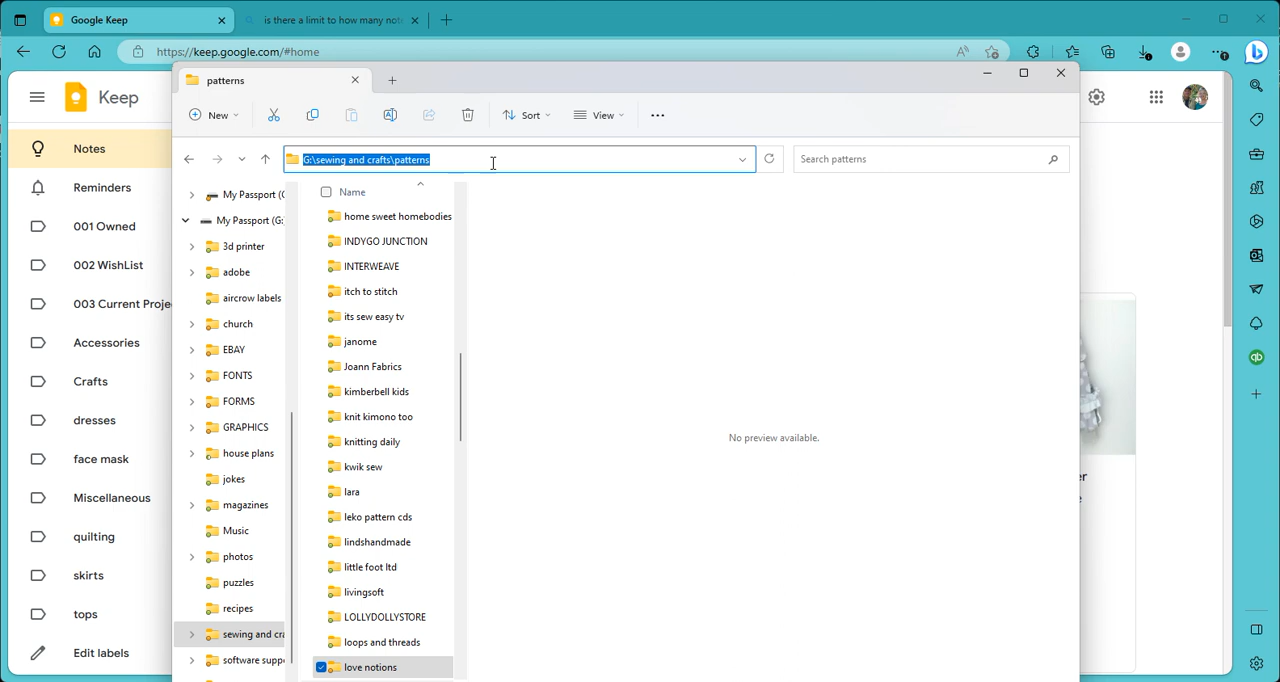 Google Keep
is there a limit to how many not
https://keep.google.com/#home
patterns
Keep
New
Sort
View
G:\sewing and crafts\patterns
Search patterns
Notes
Reminders
001 Owned
002 WishList
003 Current Proje
Accessories
Crafts
dresses
face mask
Miscellaneous
quilting
skirts
tops
Edit labels
My Passport (
My Passport (G:
3d printer
adobe
aircrow labels
church
EBAY
FONTS
FORMS
GRAPHICS
house plans
jokes
magazines
Music
photos
puzzles
recipes
sewing and cra
software supp
Name
home sweet homebodies
INDYGO JUNCTION
INTERWEAVE
itch to stitch
its sew easy tv
janome
Joann Fabrics
kimberbell kids
knit kimono too
knitting daily
kwik sew
lara
leko pattern cds
lindshandmade
little foot ltd
livingsoft
LOLLYDOLLYSTORE
loops and threads
love notions
No preview available.
er
e
qb